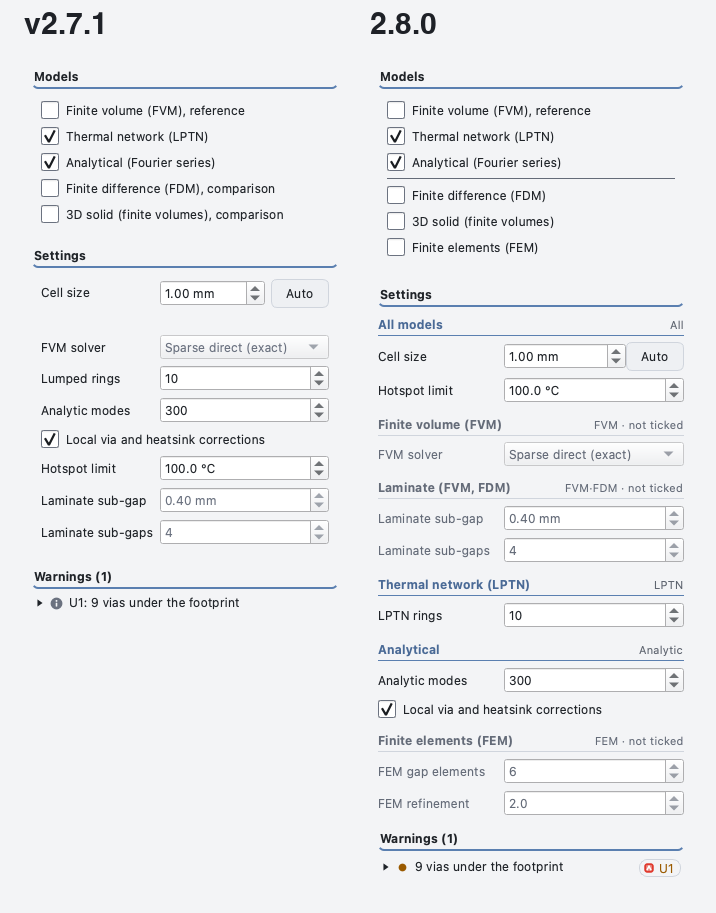 v2.7.1
Models
Finite volume (FVM), reference
Thermal network (LPTN)
Analytical (Fourier series)
Finite difference (FDM), comparison
3D solid (finite volumes), comparison
Settings
Cell size 1.00 mm Auto
FVM solver Sparse direct (exact)
Lumped rings 10
Analytic modes 300
Local via and heatsink corrections
Hotspot limit 100.0 °C
Laminate sub-gap 0.40 mm
Laminate sub-gaps 4
Warnings (1)
U1: 9 vias under the footprint
2.8.0
Models
Finite volume (FVM), reference
Thermal network (LPTN)
Analytical (Fourier series)
Finite difference (FDM)
3D solid (finite volumes)
Finite elements (FEM)
Settings
All models All
Cell size 1.00 mm Auto
Hotspot limit 100.0 °C
Finite volume (FVM) FVM · not ticked
FVM solver Sparse direct (exact)
Laminate (FVM, FDM) FVM·FDM · not ticked
Laminate sub-gap 0.40 mm
Laminate sub-gaps 4
Thermal network (LPTN) LPTN
LPTN rings 10
Analytical Analytic
Analytic modes 300
Local via and heatsink corrections
Finite elements (FEM) FEM · not ticked
FEM gap elements 6
FEM refinement 2.0
Warnings (1)
9 vias under the footprint U1